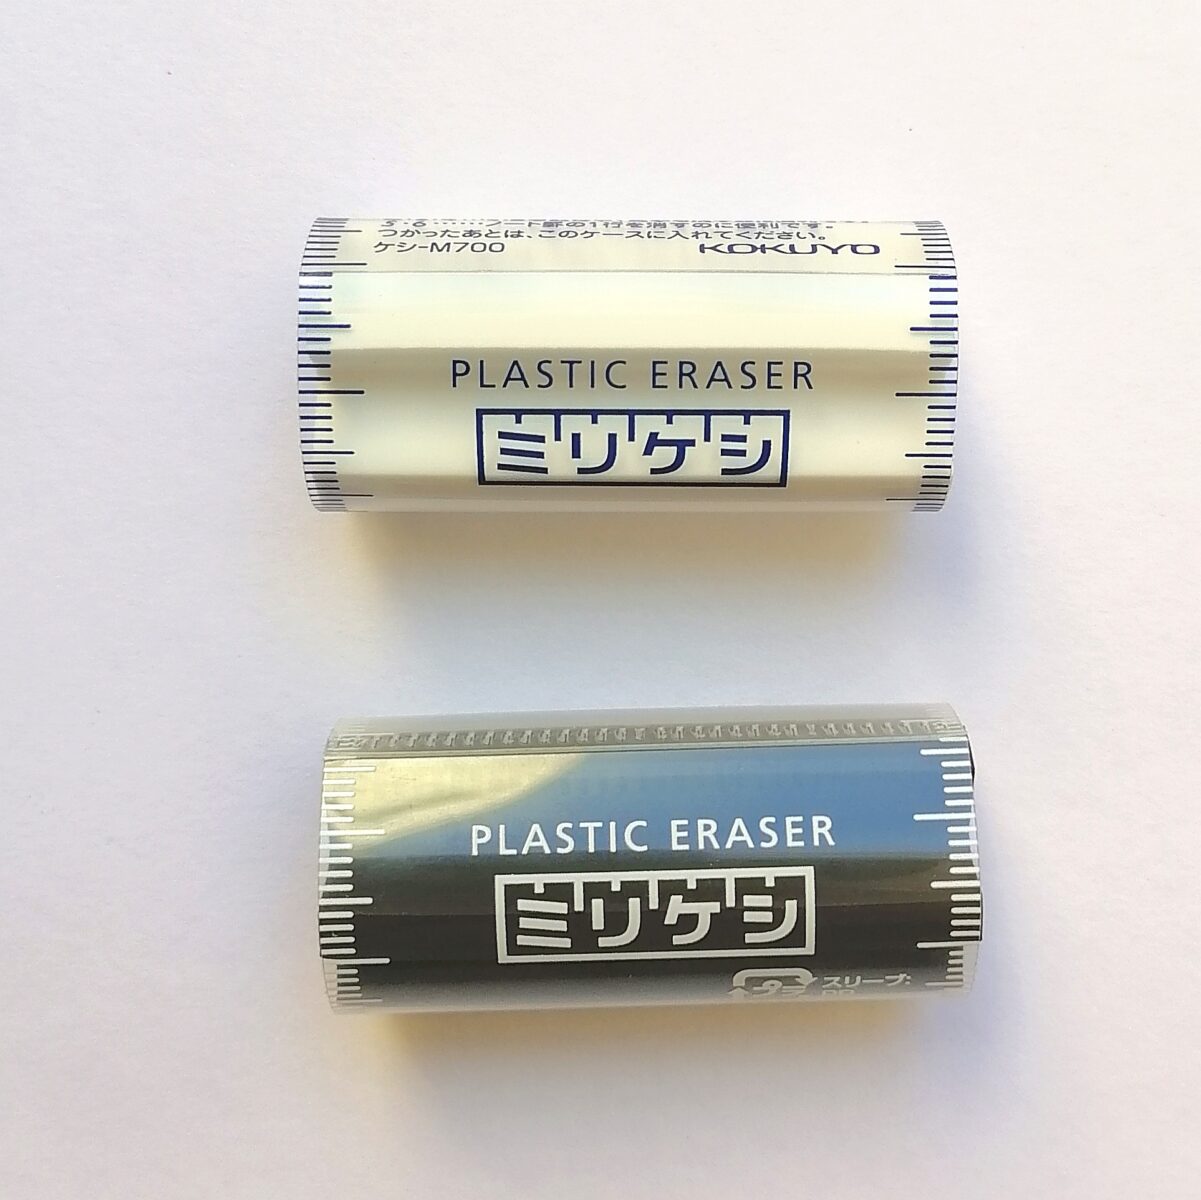 5・6……ノート罫の1行を消すのに便利です。
つかったあとは、このケースに入れてください。
ケシ-M700 KOKUYO
PLASTIC ERASER
ミリケシ
PLASTIC ERASER
ミリケシ
スリーブ: